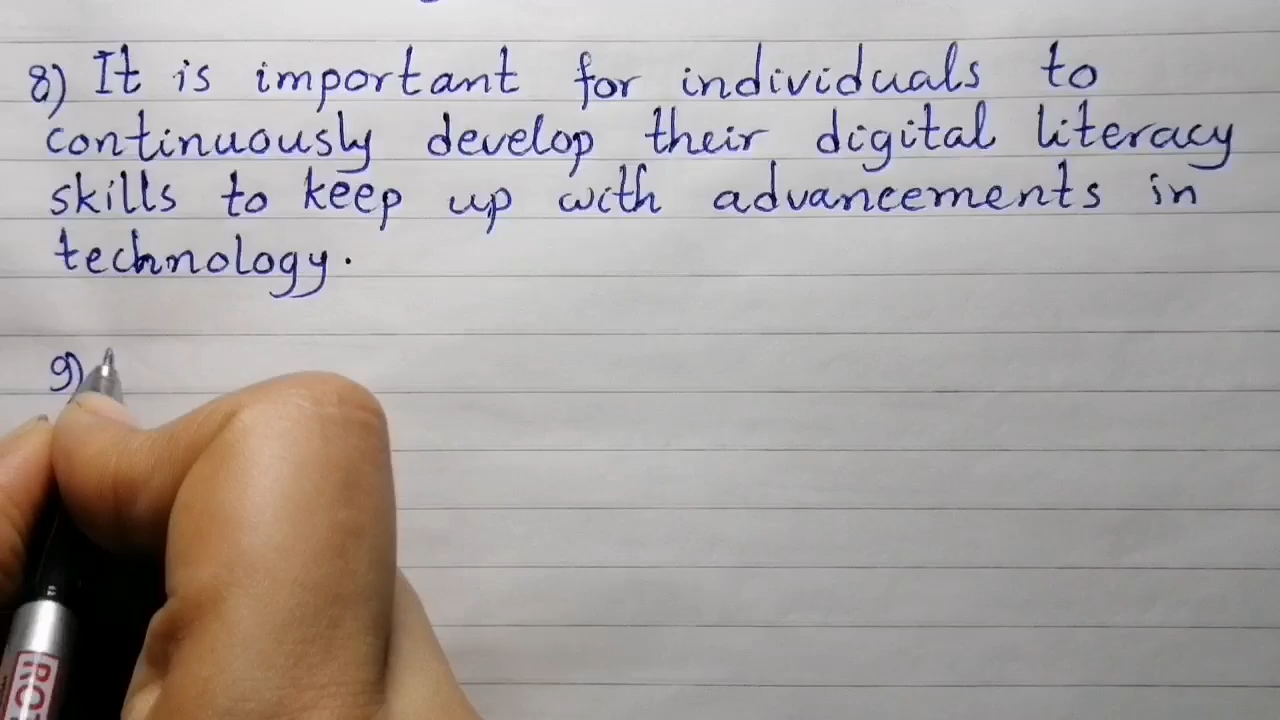 8) It is important for individuals to
continuously develop their digital literacy
skills to keep up with advancements in
technology.
9)